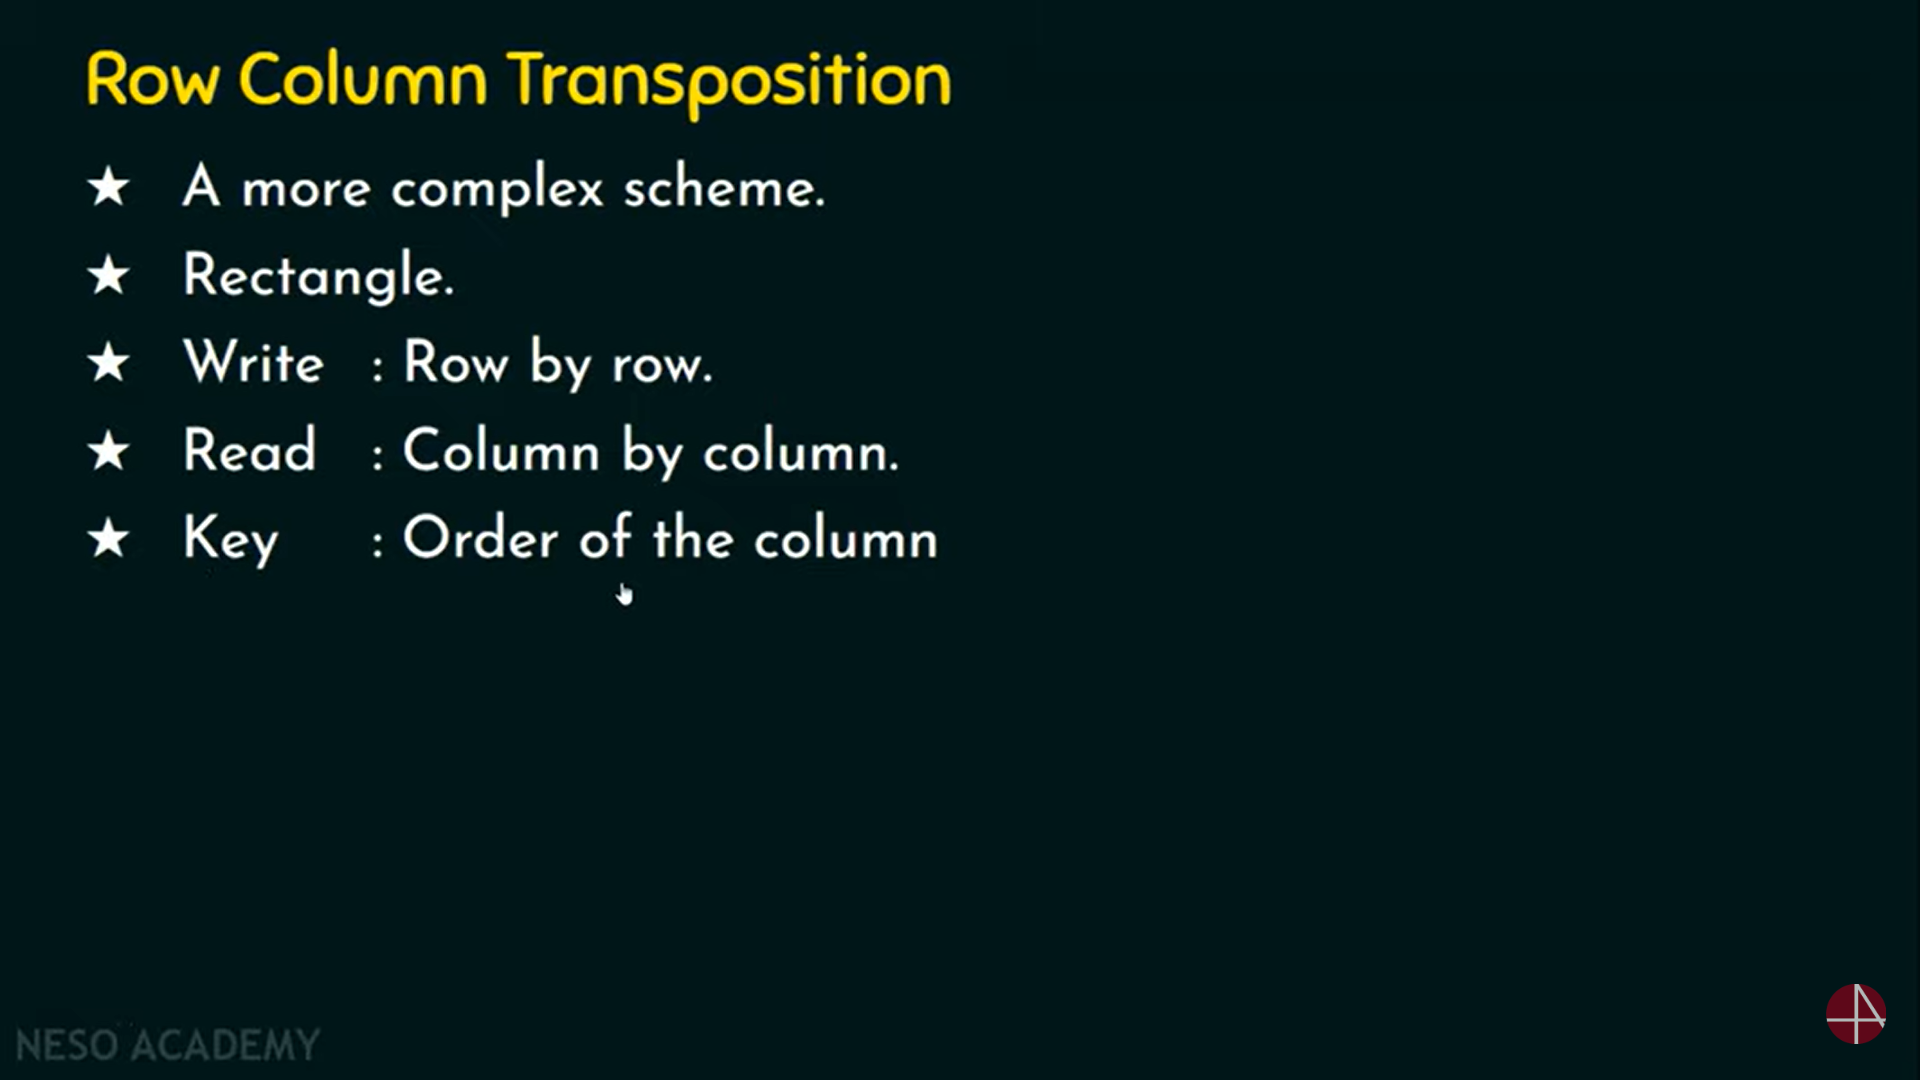 Row Column Transposition
★ A more complex scheme.
★ Rectangle.
★ Write : Row by row.
★ Read : Column by column.
★ Key : Order of the column
NESO ACADEMY